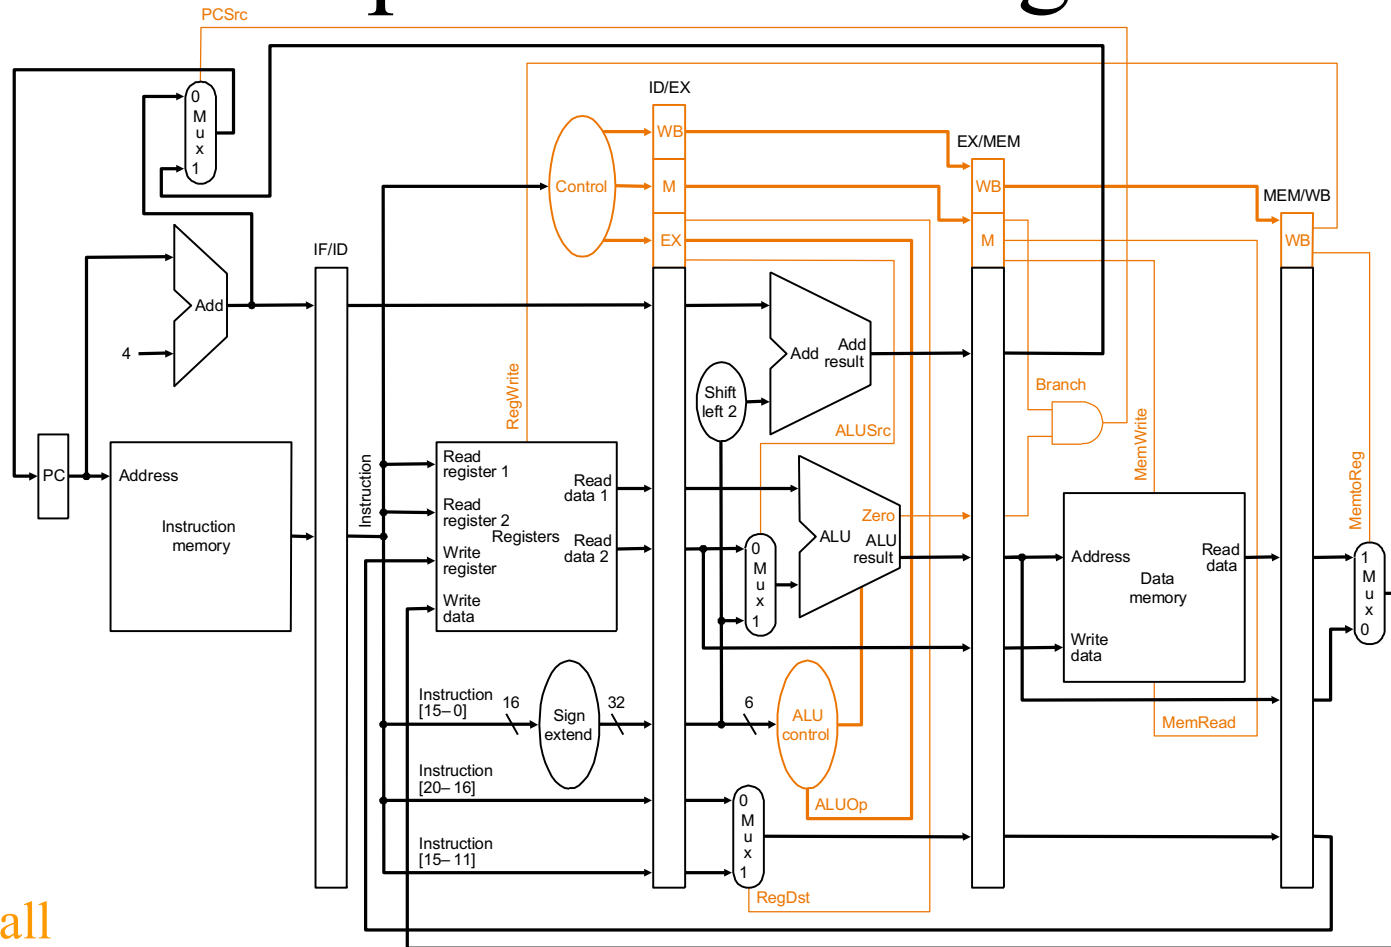 PCSrc
0
M
u
x
1
ID/EX
WB
M
EX
Control
EX/MEM
WB
M
MEM/WB
WB
IF/ID
Add
4
Add
Add
result
Shift
left 2
RegWrite
Branch
MemWrite
ALUSrc
MemtoReg
PC
Address
Instruction
memory
Instruction
Read
register 1
Read
register 2
Write
register
Write
data
Registers
Read
data 1
Read
data 2
0
M
u
x
1
Zero
ALU
ALU
result
Address
Read
data
Data
memory
Write
data
1
M
u
x
0
Instruction
[15–0]
16
Sign
extend
32
6
ALU
control
MemRead
Instruction
[20–16]
0
M
u
x
1
ALUOp
Instruction
[15–11]
RegDst
all